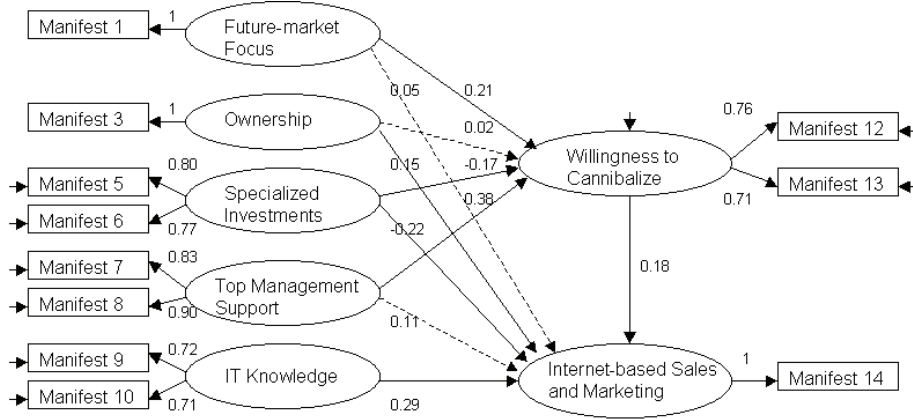 Manifest 1
1
Future-market
Focus
0.05
0.21
Manifest 3
1
Ownership
0.02
0.76
Manifest 12
Willingness to
Cannibalize
Manifest 5
0.80
Specialized
Investments
0.15
-0.17
Manifest 13
0.71
Manifest 6
0.77
0.38
-0.22
Manifest 7
0.83
Top Management
Support
0.18
Manifest 8
0.90
0.11
Manifest 9
0.72
IT Knowledge
0.29
Internet-based Sales
and Marketing
1
Manifest 14
Manifest 10
0.71